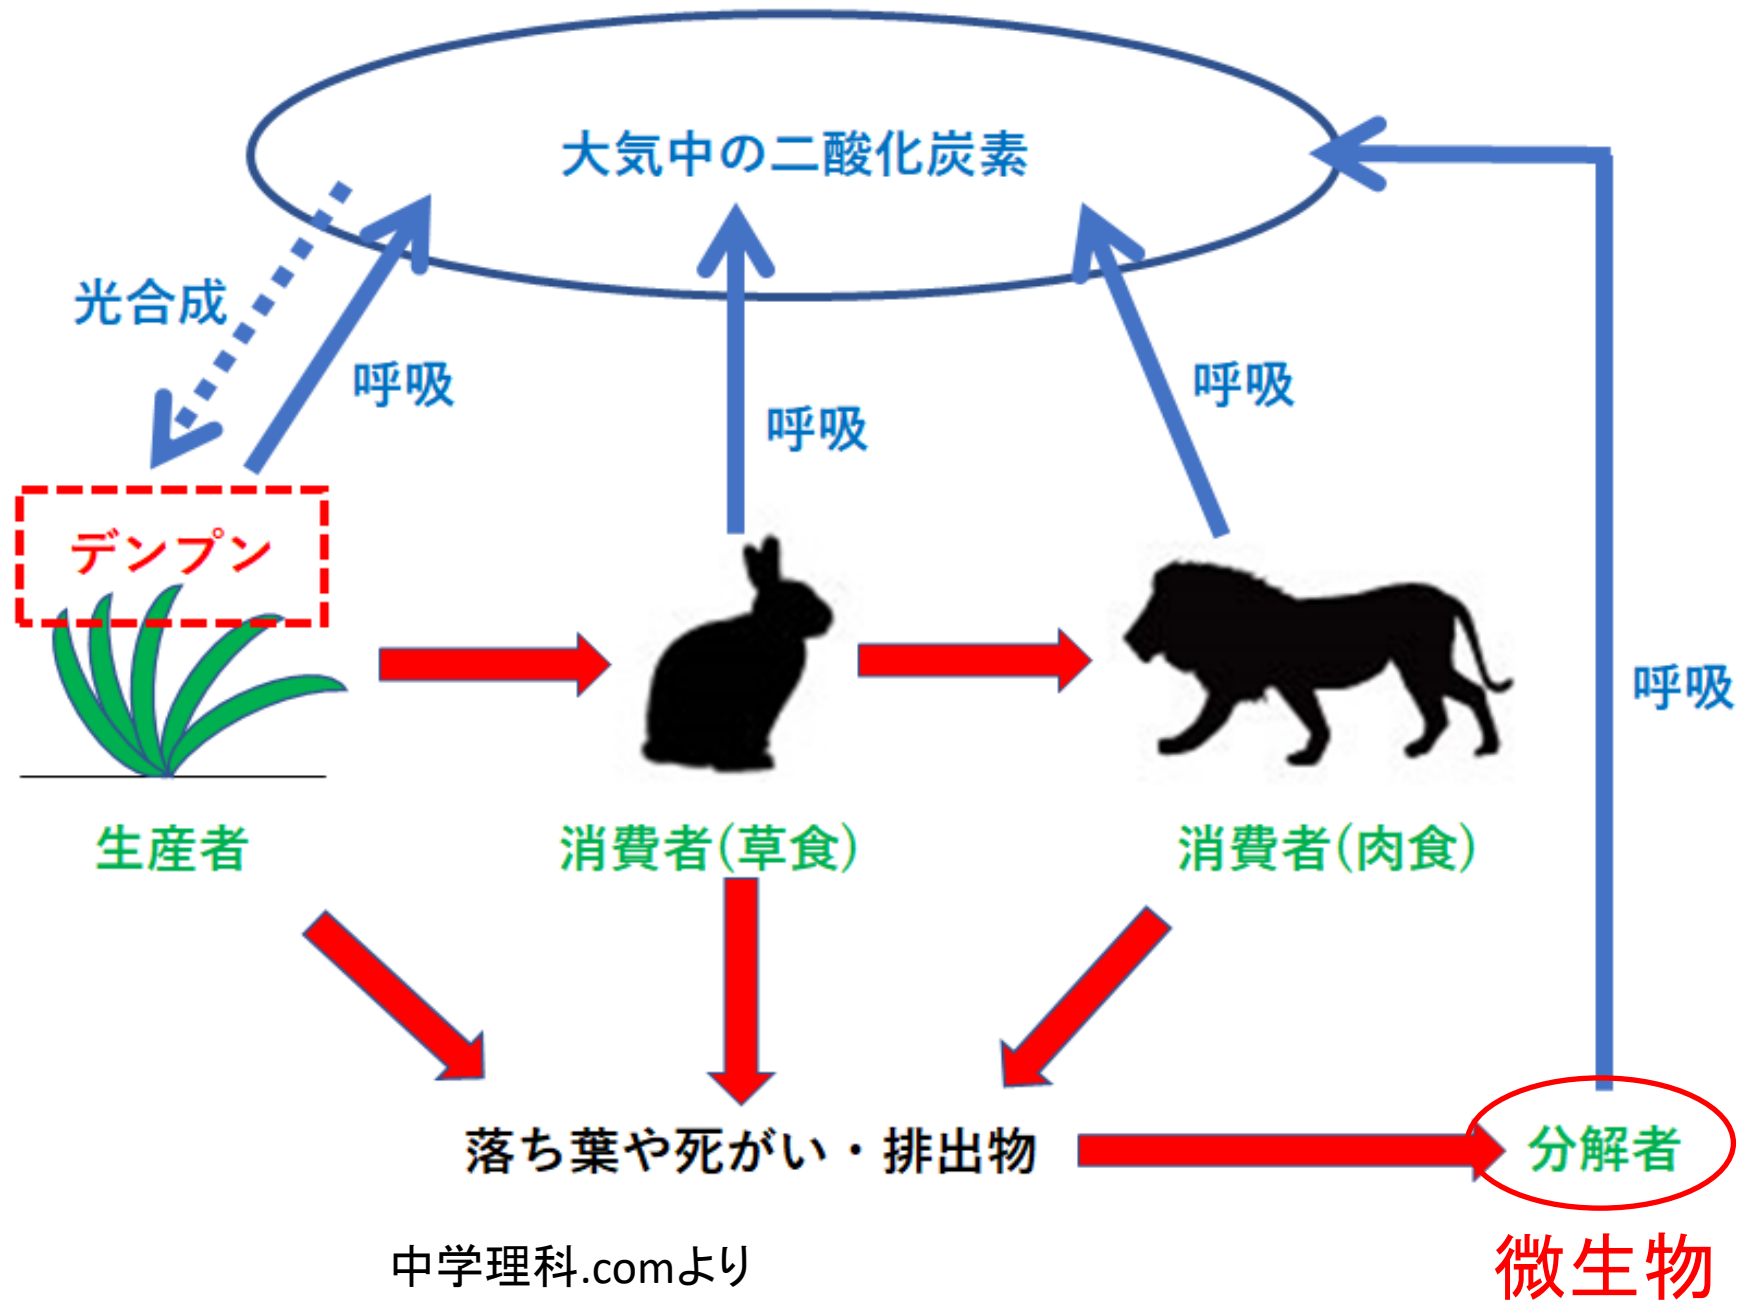 大気中の二酸化炭素
光合成
呼吸
呼吸
呼吸
デンプン
呼吸
生産者
消費者(草食)
消費者(肉食)
落ち葉や死がい・排出物
分解者
中学理科.comより
微生物